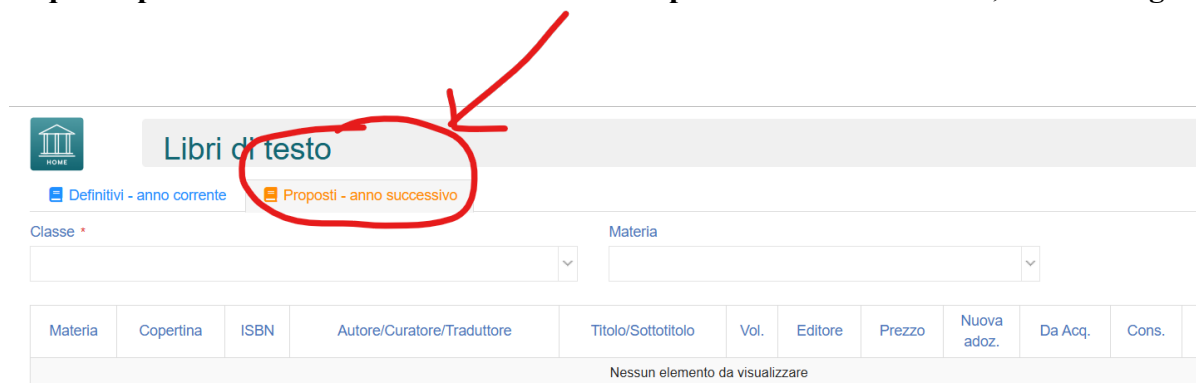 HOME
Libri di testo
Definitivi - anno corrente
Proposti - anno successivo
Classe *
Materia
Materia Copertina ISBN Autore/Curatore/Traduttore Titolo/Sottotitolo Vol. Editore Prezzo Nuova adoz. Da Acq. Cons.
Nessun elemento da visualizzare